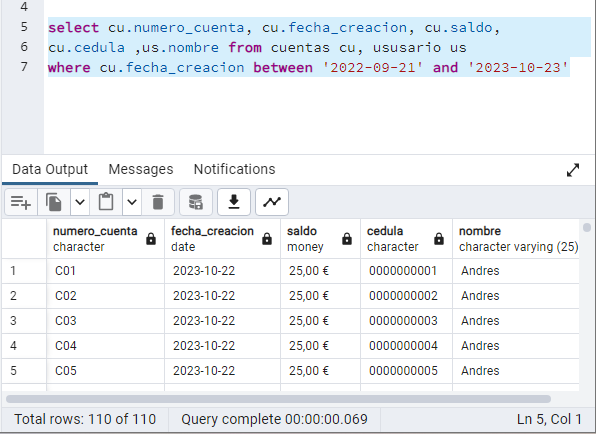 4
5 select cu.numero_cuenta, cu.fecha_creacion, cu.saldo,
6 cu.cedula ,us.nombre from cuentas cu, ususario us
7 where cu.fecha_creacion between '2022-09-21' and '2023-10-23'
Data Output Messages Notifications
numero_cuenta fecha_creacion saldo cedula nombre
character date money character character varying (25)
1 C01 2023-10-22 25,00 € 0000000001 Andres
2 C02 2023-10-22 25,00 € 0000000002 Andres
3 C03 2023-10-22 25,00 € 0000000003 Andres
4 C04 2023-10-22 25,00 € 0000000004 Andres
5 C05 2023-10-22 25,00 € 0000000005 Andres
Total rows: 110 of 110 Query complete 00:00:00.069 Ln 5, Col 1